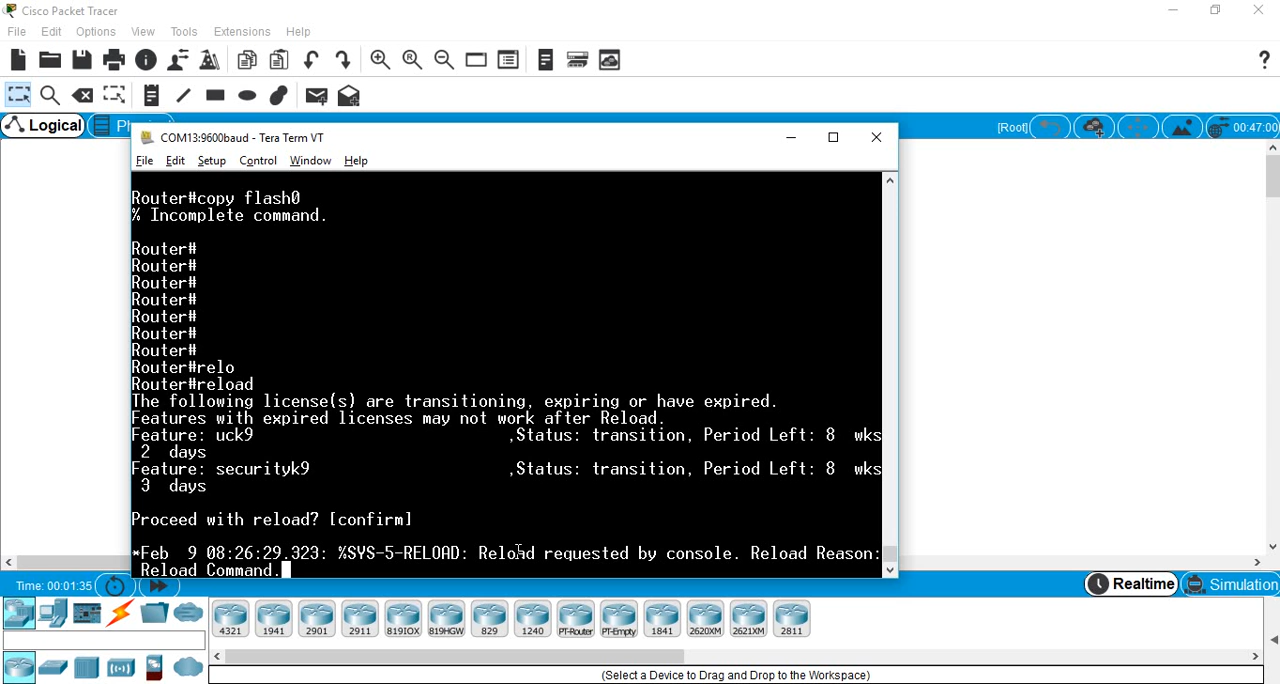 Cisco Packet Tracer
File Edit Options View Tools Extensions Help
?
Logical
[Root]
00:47:00
COM13:9600baud - Tera Term VT
File Edit Setup Control Window Help
Router#copy flash0
% Incomplete command.
Router#
Router#
Router#
Router#
Router#
Router#
Router#
Router#relo
Router#reload
The following license(s) are transitioning, expiring or have expired.
Features with expired licenses may not work after Reload.
Feature: uck9 ,Status: transition, Period Left: 8 wks
2 days
Feature: securityk9 ,Status: transition, Period Left: 8 wks
3 days
Proceed with reload? [confirm]
*Feb 9 08:26:29.323: %SYS-5-RELOAD: Reload requested by console. Reload Reason:
Reload Command.
Time: 00:01:35
Realtime
Simulation
4321 1941 2901 2911 819IOX 819HGW 829 1240 PT-Router PT-Empty 1841 2620XM 2621XM 2811
(Select a Device to Drag and Drop to the Workspace)